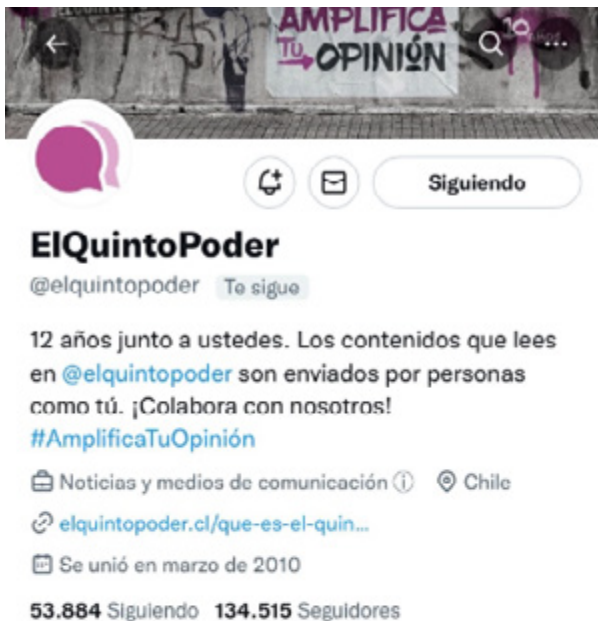 AMPLIFICA
TU OPINIÓN
10 AÑOS
Siguiendo
ElQuintoPoder
@elquintopoder Te sigue
12 años junto a ustedes. Los contenidos que lees
en @elquintopoder son enviados por personas
como tú. ¡Colabora con nosotros!
#AmplificaTuOpinión
Noticias y medios de comunicación Chile
elquintopoder.cl/que-es-el-quin...
Se unió en marzo de 2010
53.884 Siguiendo 134.515 Seguidores